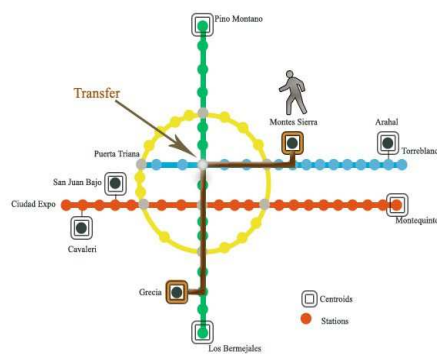 Pino Montano
Transfer
Montes Sierra
Arahal
Puerta Triana
Torreblanca
San Juan Bajo
Ciudad Expo
Montequinto
Cavaleri
Grecia
Centroids
Stations
Los Bermejales